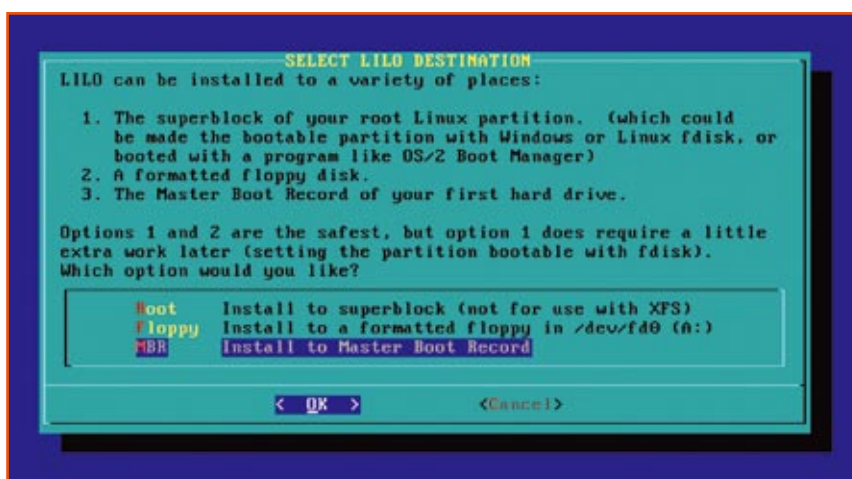 SELECT LILO DESTINATION
LILO can be installed to a variety of places:
1. The superblock of your root Linux partition. (which could
be made the bootable partition with Windows or Linux fdisk, or
booted with a program like OS/2 Boot Manager)
2. A formatted floppy disk.
3. The Master Boot Record of your first hard drive.
Options 1 and 2 are the safest, but option 1 does require a little
extra work later (setting the partition bootable with fdisk).
Which option would you like?
Root Install to superblock (not for use with XFS)
Floppy Install to a formatted floppy in /dev/fd0 (A:)
MBR Install to Master Boot Record
< OK > <Cancel>